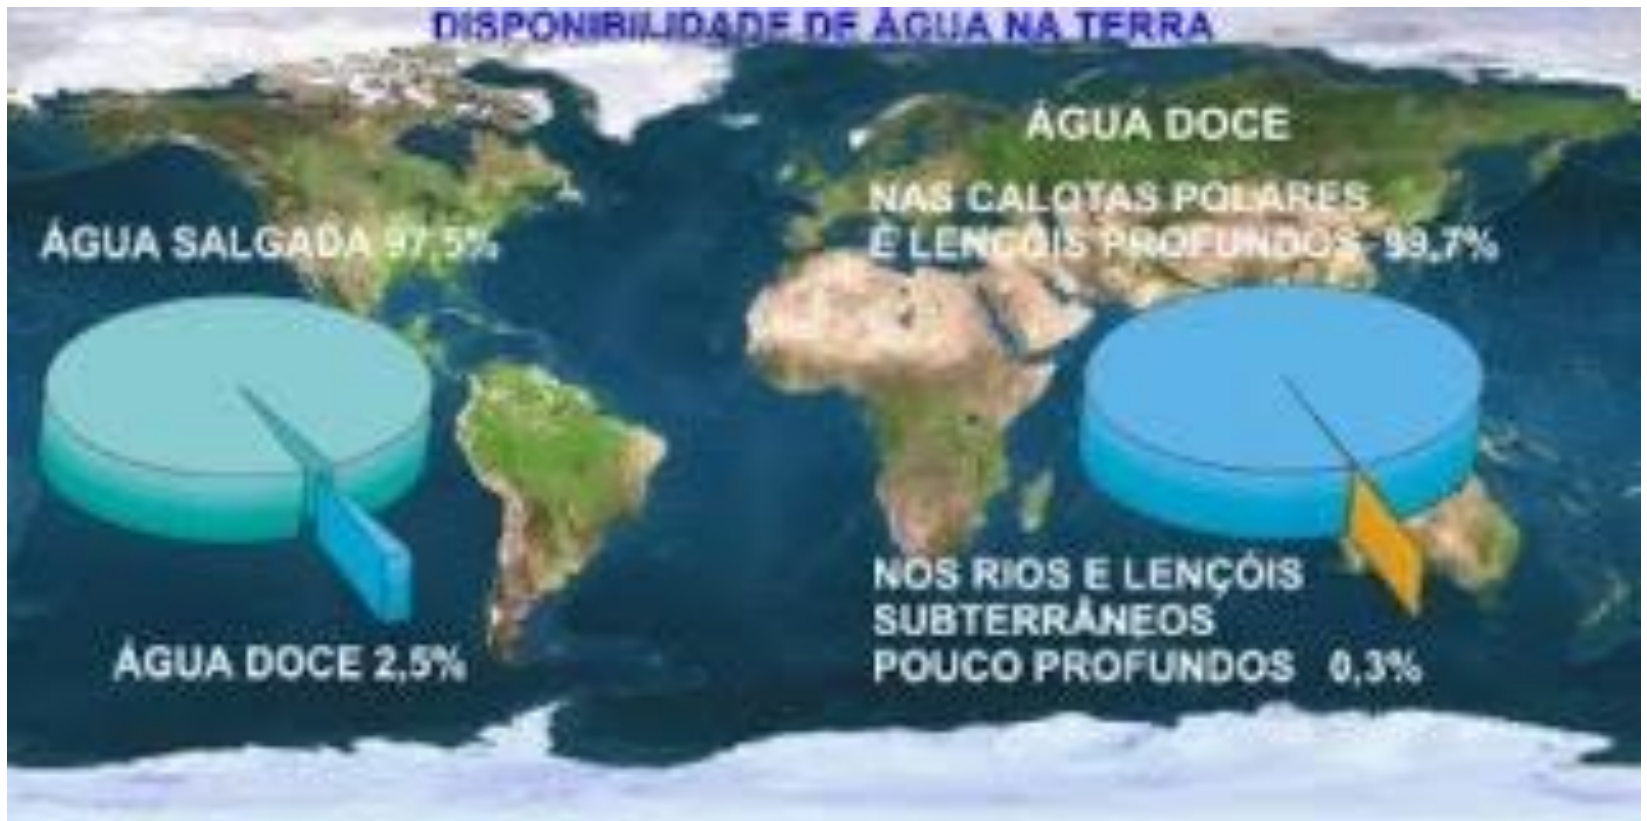 DISPONIBILIDADE DE ÁGUA NA TERRA
ÁGUA SALGADA 97,5%
ÁGUA DOCE 2,5%
ÁGUA DOCE
NAS CALOTAS POLARES
E LENÇÓIS PROFUNDOS 99,7%
NOS RIOS E LENÇÓIS
SUBTERRÂNEOS
POUCO PROFUNDOS 0,3%